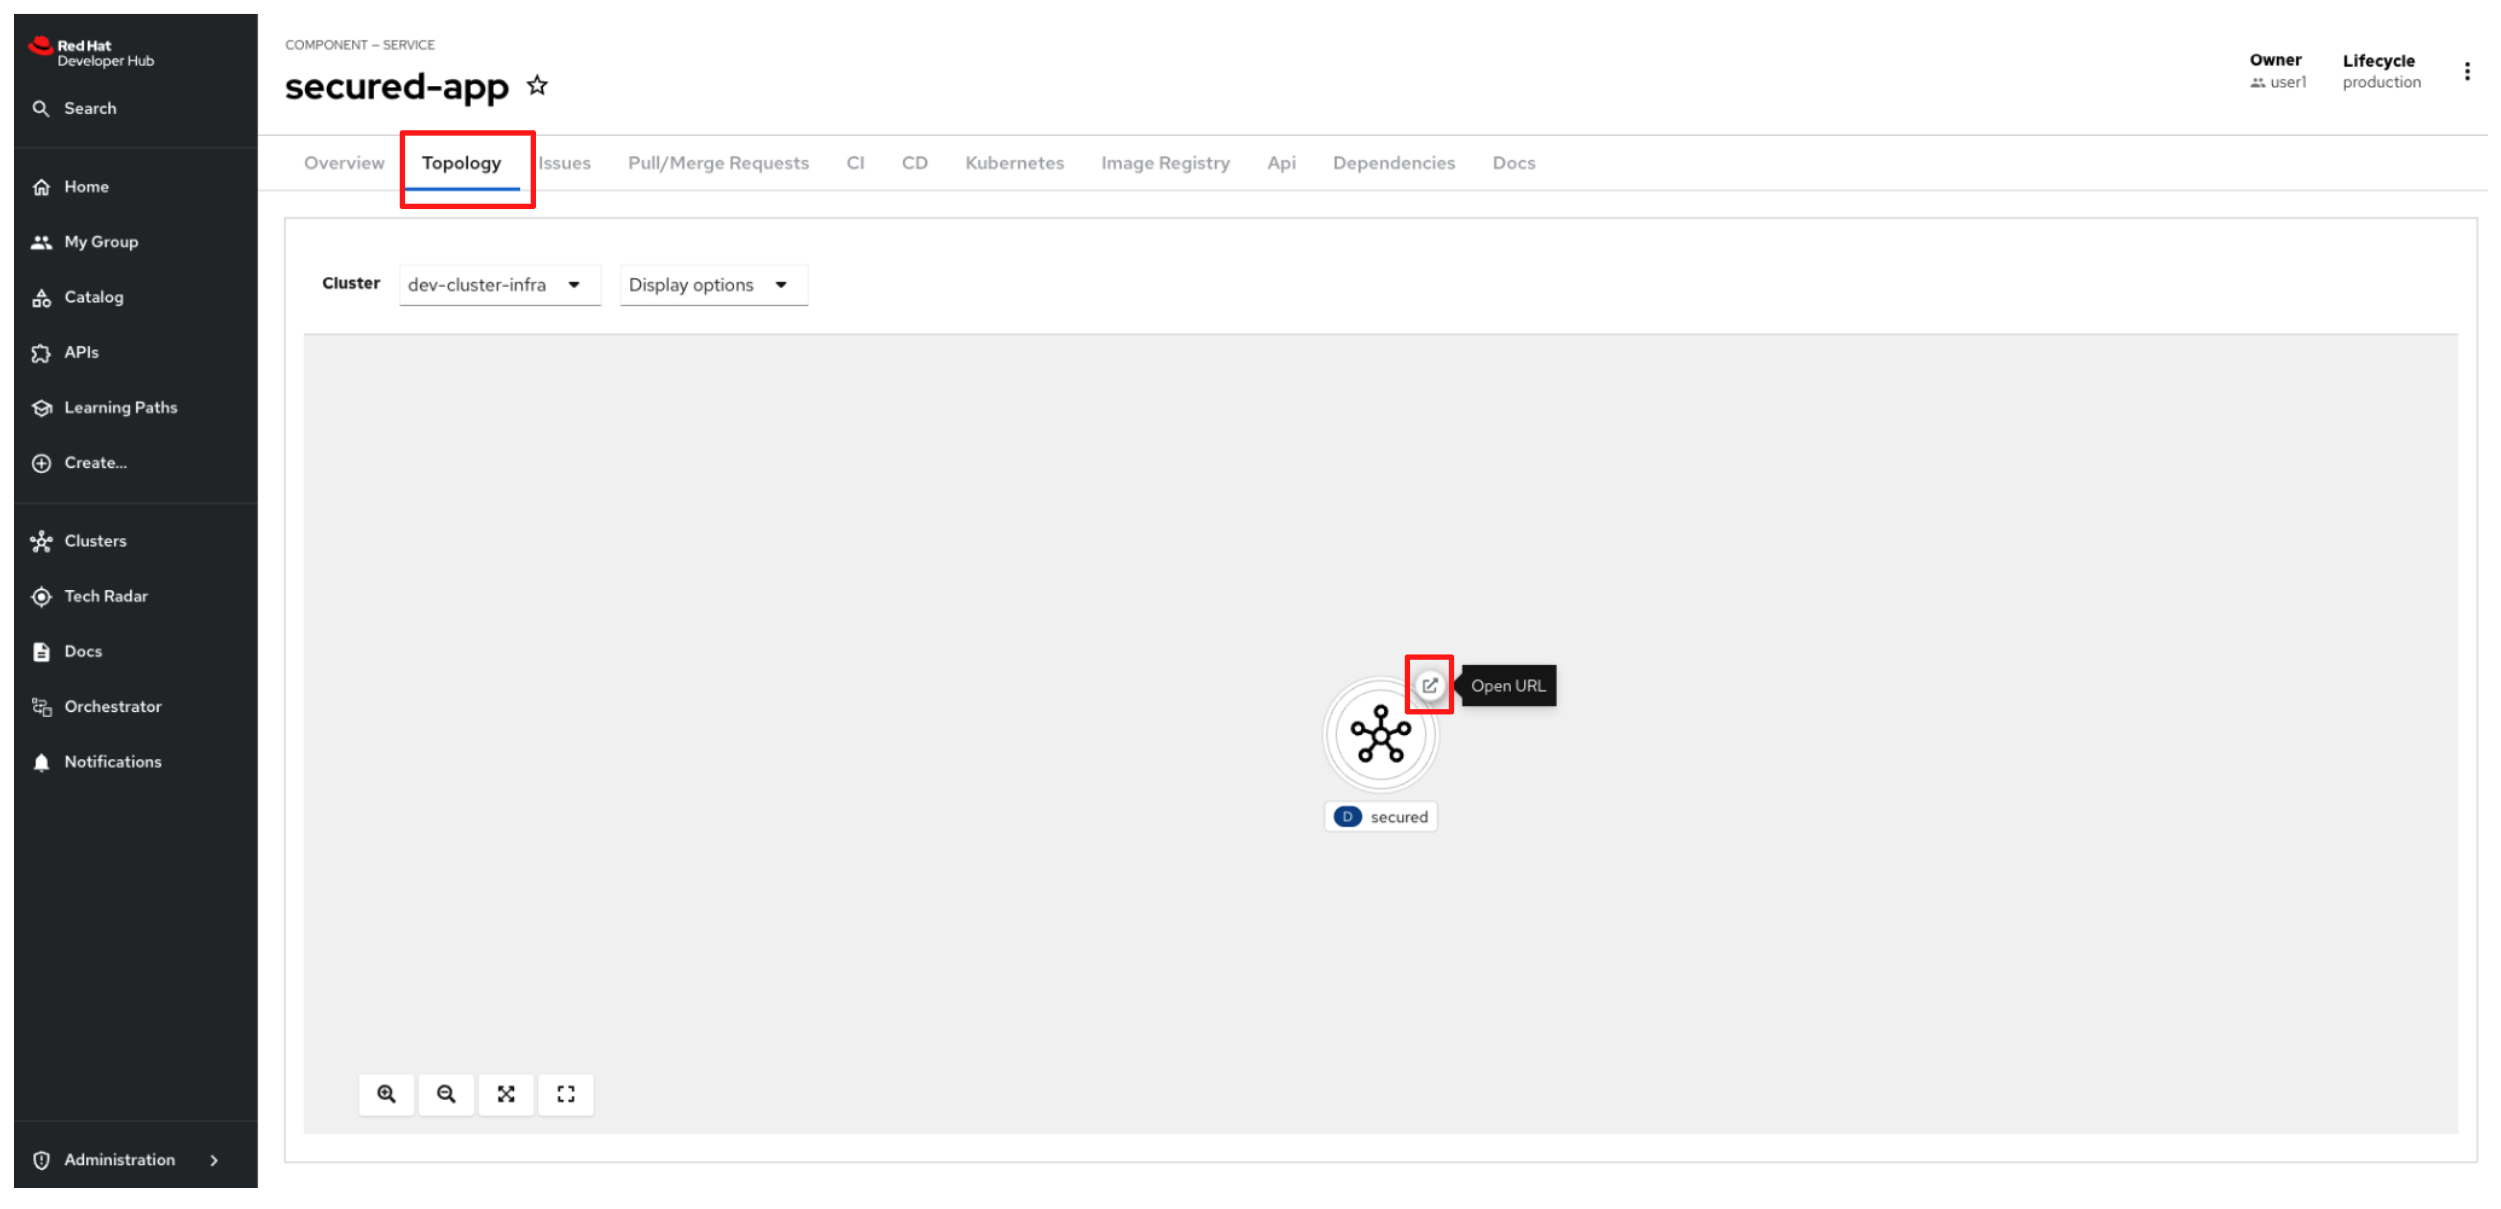 Red Hat
Developer Hub
Search
Home
My Group
Catalog
APIs
Learning Paths
Create...
Clusters
Tech Radar
Docs
Orchestrator
Notifications
Administration
COMPONENT — SERVICE
secured-app
Owner
user1
Lifecycle
production
Overview Topology Issues Pull/Merge Requests CI CD Kubernetes Image Registry Api Dependencies Docs
Cluster dev-cluster-infra Display options
Open URL
D secured